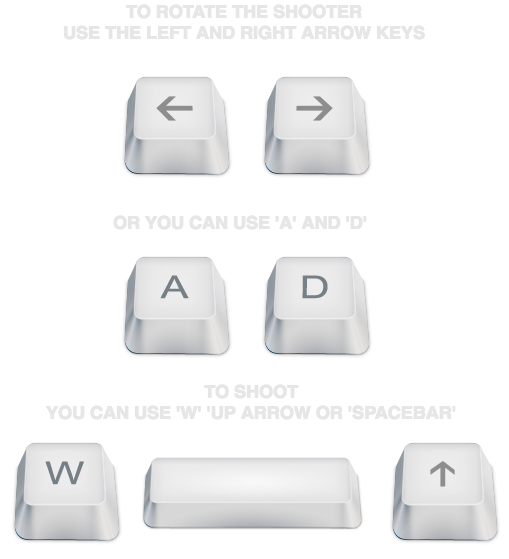 TO ROTATE THE SHOOTER
USE THE LEFT AND RIGHT ARROW KEYS
← →
OR YOU CAN USE 'A' AND 'D'
A D
TO SHOOT
YOU CAN USE 'W' 'UP ARROW OR 'SPACEBAR'
W ↑